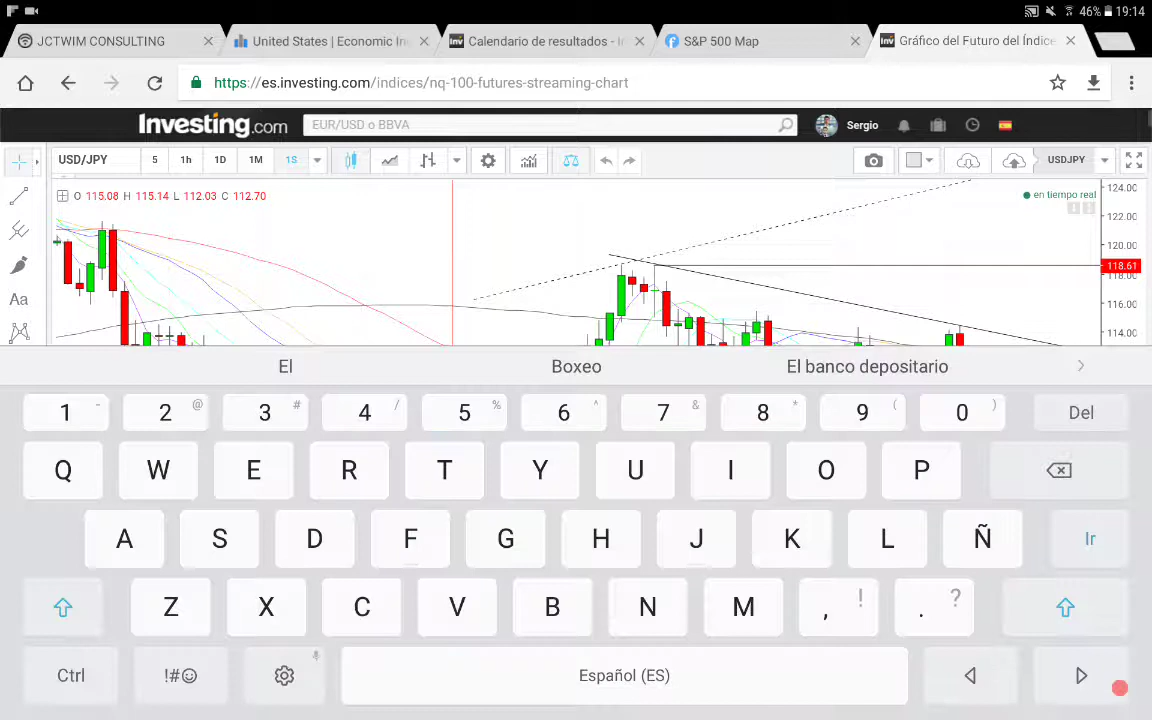 46% 19:14
JCTWIM CONSULTING
United States | Economic In
Calendario de resultados - I
S&P 500 Map
Gráfico del Futuro del Índice
https://es.investing.com/indices/nq-100-futures-streaming-chart
Investing.com
EUR/USD o BBVA
Sergio
USD/JPY 5 1h 1D 1M 1S
USDJPY
O 115.08 H 115.14 L 112.03 C 112.70
en tiempo real
124.00
122.00
120.00
118.61
118.00
116.00
114.00
Aa
El Boxeo El banco depositario
1 - 2 @ 3 # 4 / 5 % 6 ^ 7 & 8 * 9 ( 0 ) Del
Q W E R T Y U I O P
A S D F G H J K L Ñ Ir
Z X C V B N M , ! . ?
Ctrl !#☺ Español (ES)